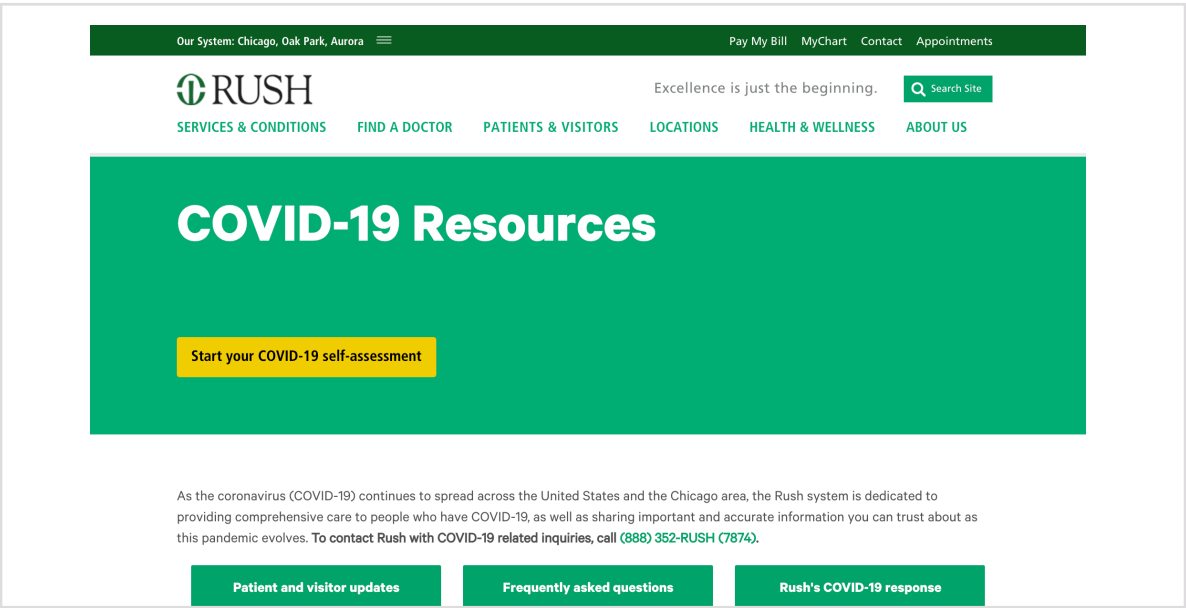 Our System: Chicago, Oak Park, Aurora
Pay My Bill MyChart Contact Appointments
RUSH
Excellence is just the beginning.
Search Site
SERVICES & CONDITIONS FIND A DOCTOR PATIENTS & VISITORS LOCATIONS HEALTH & WELLNESS ABOUT US
COVID-19 Resources
Start your COVID-19 self-assessment
As the coronavirus (COVID-19) continues to spread across the United States and the Chicago area, the Rush system is dedicated to
providing comprehensive care to people who have COVID-19, as well as sharing important and accurate information you can trust about as
this pandemic evolves. To contact Rush with COVID-19 related inquiries, call (888) 352-RUSH (7874).
Patient and visitor updates
Frequently asked questions
Rush's COVID-19 response